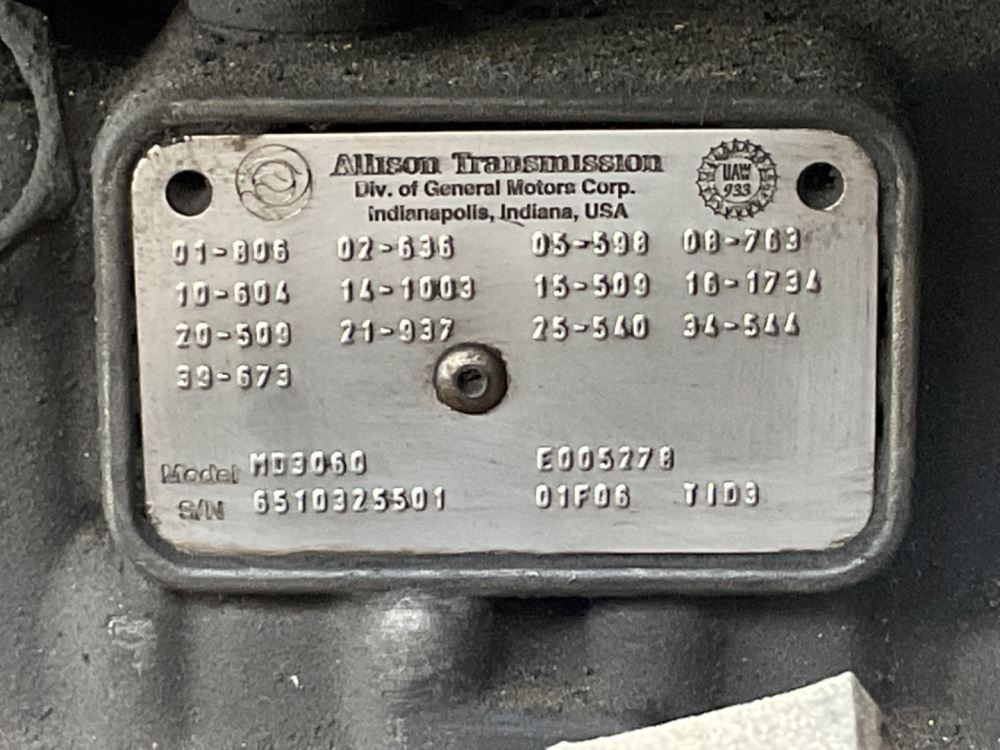 Allison Transmission
Div. of General Motors Corp.
Indianapolis, Indiana, USA
UAW
933
01-806 02-636 05-598 08-763
10-604 14-1003 15-509 16-1734
20-509 21-937 25-540 34-544
39-673
Model MD3060 E005278
S/N 6510325501 01F06 TID3